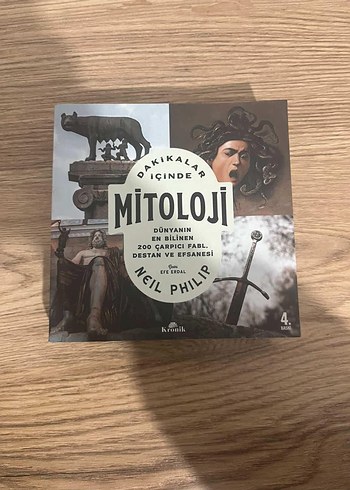 DAKİKALAR
İÇİNDE
MİTOLOJİ
DÜNYANIN
EN BİLİNEN
200 ÇARPICI FABL,
DESTAN VE EFSANESİ
Çeviri
EFE ERDAL
NEIL PHILIP
Kronik
4.
BASKI